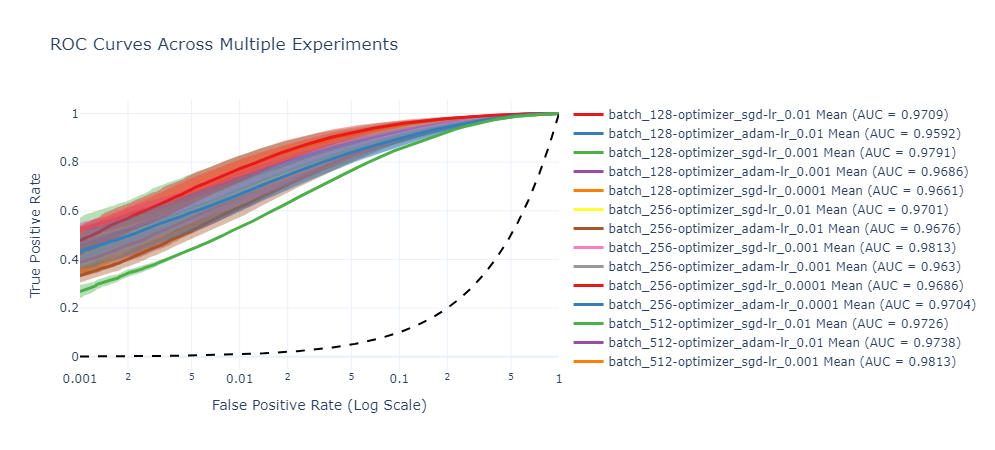 ROC Curves Across Multiple Experiments
True Positive Rate
1
0.8
0.6
0.4
0.2
0
0.001
2
5
0.01
2
5
0.1
2
5
1
False Positive Rate (Log Scale)
batch_128-optimizer_sgd-lr_0.01 Mean (AUC = 0.9709)
batch_128-optimizer_adam-lr_0.01 Mean (AUC = 0.9592)
batch_128-optimizer_sgd-lr_0.001 Mean (AUC = 0.9791)
batch_128-optimizer_adam-lr_0.001 Mean (AUC = 0.9686)
batch_128-optimizer_sgd-lr_0.0001 Mean (AUC = 0.9661)
batch_256-optimizer_sgd-lr_0.01 Mean (AUC = 0.9701)
batch_256-optimizer_adam-lr_0.01 Mean (AUC = 0.9676)
batch_256-optimizer_sgd-lr_0.001 Mean (AUC = 0.9813)
batch_256-optimizer_adam-lr_0.001 Mean (AUC = 0.963)
batch_256-optimizer_sgd-lr_0.0001 Mean (AUC = 0.9686)
batch_256-optimizer_adam-lr_0.0001 Mean (AUC = 0.9704)
batch_512-optimizer_sgd-lr_0.01 Mean (AUC = 0.9726)
batch_512-optimizer_adam-lr_0.01 Mean (AUC = 0.9738)
batch_512-optimizer_sgd-lr_0.001 Mean (AUC = 0.9813)